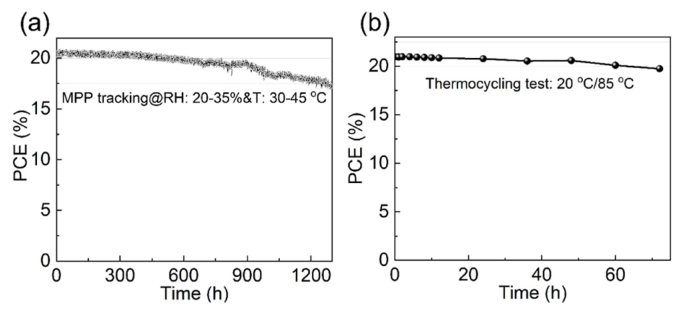 (a)
PCE (%)
20
15
10
5
0
MPP tracking@RH: 20-35%&T: 30-45 °C
0 300 600 900 1200
Time (h)
(b)
PCE (%)
20
15
10
5
0
Thermocycling test: 20 °C/85 °C
0 20 40 60
Time (h)